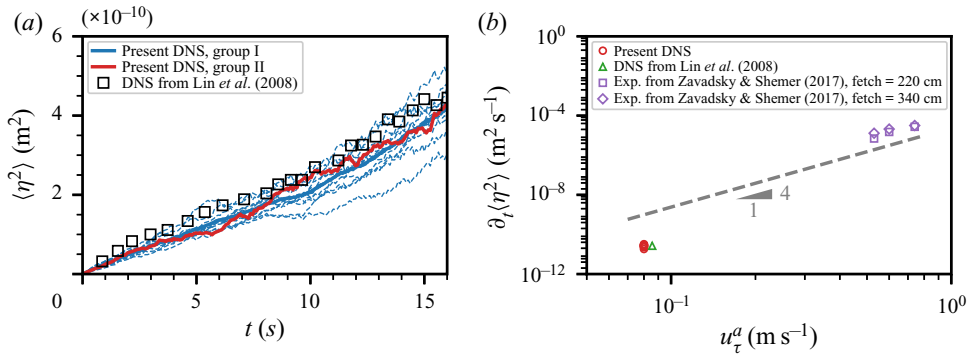 (a)
(×10⁻¹⁰)
6
4
2
0
5
10
15
⟨η²⟩ (m²)
t (s)
Present DNS, group I
Present DNS, group II
DNS from Lin et al. (2008)
(b)
10⁰
10⁻⁴
10⁻⁸
10⁻¹²
10⁻¹
10⁰
∂ₜ⟨η²⟩ (m² s⁻¹)
uᵃ_τ (m s⁻¹)
Present DNS
DNS from Lin et al. (2008)
Exp. from Zavadsky & Shemer (2017), fetch = 220 cm
Exp. from Zavadsky & Shemer (2017), fetch = 340 cm
4
1